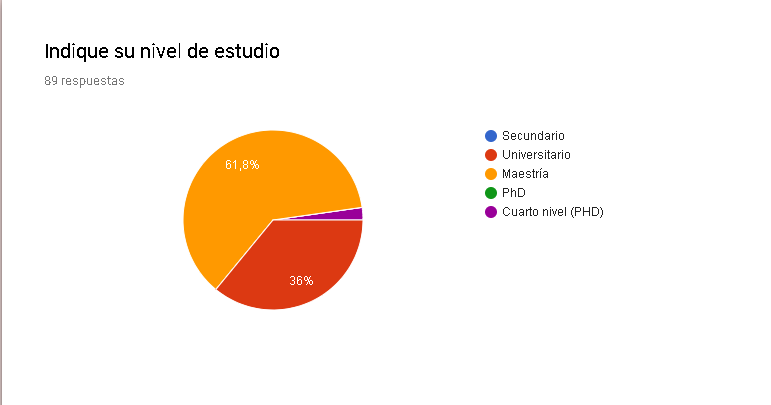 Indique su nivel de estudio
89 respuestas
61,8%
36%
Secundario
Universitario
Maestría
PhD
Cuarto nivel (PHD)